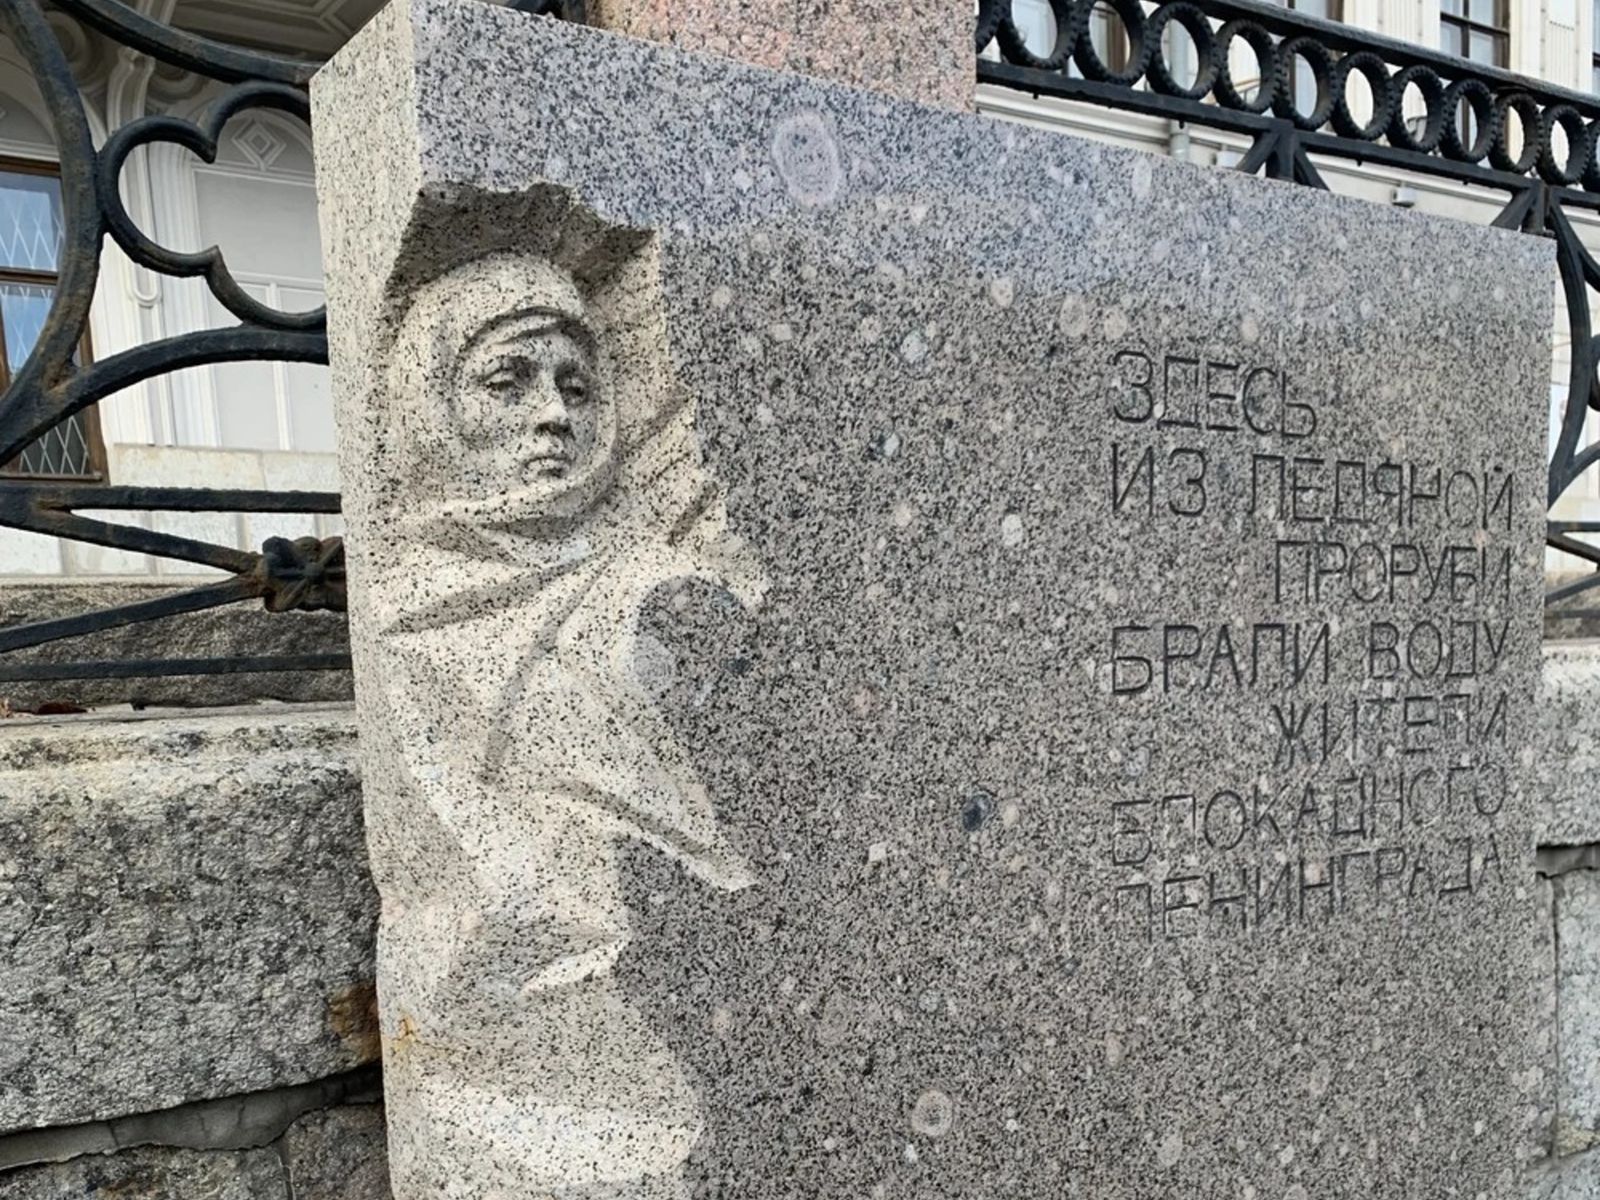 ЗДЕСЬ
ИЗ ЛЕДЯНОЙ
ПРОРУБИ
БРАЛИ ВОДУ
ЖИТЕЛИ
БЛОКАДНОГО
ЛЕНИНГРАДА